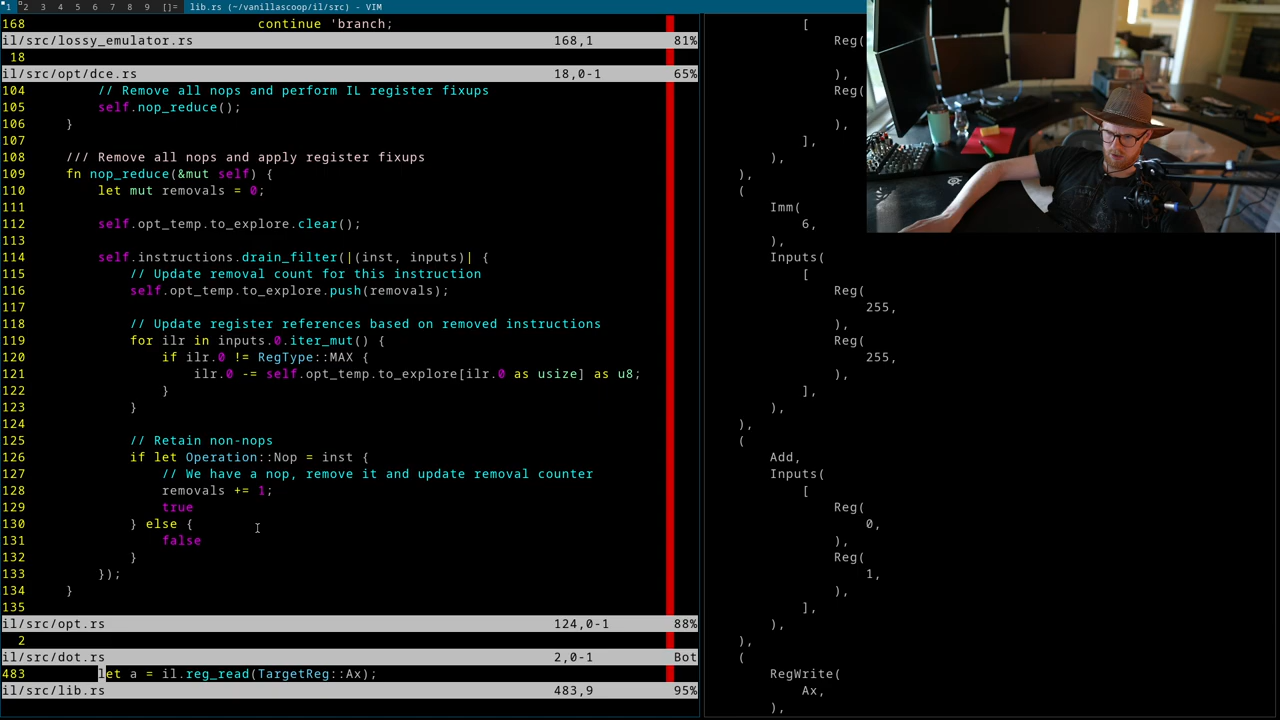 1 2 3 4 5 6 7 8 9 []= lib.rs (~/vanillascoop/il/src) - VIM
168 continue 'branch;
il/src/lossy_emulator.rs 168,1 81%
18
il/src/opt/dce.rs 18,0-1 65%
104 // Remove all nops and perform IL register fixups
105 self.nop_reduce();
106 }
107
108 /// Remove all nops and apply register fixups
109 fn nop_reduce(&mut self) {
110 let mut removals = 0;
111
112 self.opt_temp.to_explore.clear();
113
114 self.instructions.drain_filter(|(inst, inputs)| {
115 // Update removal count for this instruction
116 self.opt_temp.to_explore.push(removals);
117
118 // Update register references based on removed instructions
119 for ilr in inputs.0.iter_mut() {
120 if ilr.0 != RegType::MAX {
121 ilr.0 -= self.opt_temp.to_explore[ilr.0 as usize] as u8;
122 }
123 }
124
125 // Retain non-nops
126 if let Operation::Nop = inst {
127 // We have a nop, remove it and update removal counter
128 removals += 1;
129 true
130 } else {
131 false
132 }
133 });
134 }
135
il/src/opt.rs 124,0-1 88%
2
il/src/dot.rs 2,0-1 Bot
483 let a = il.reg_read(TargetReg::Ax);
il/src/lib.rs 483,9 95%
[
Reg(
),
Reg(
),
],
),
),
(
Imm(
6,
),
Inputs(
[
Reg(
255,
),
Reg(
255,
),
],
),
),
(
Add,
Inputs(
[
Reg(
0,
),
Reg(
1,
),
],
),
),
(
RegWrite(
Ax,
),